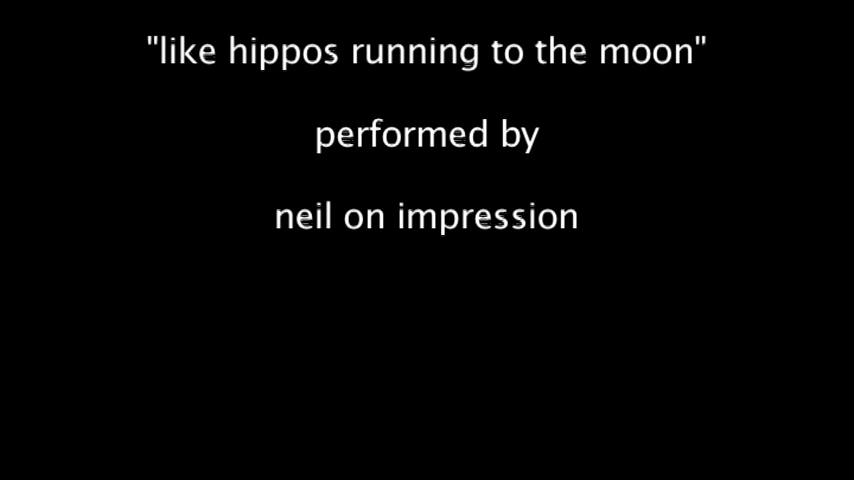 "like hippos running to the moon"
performed by
neil on impression